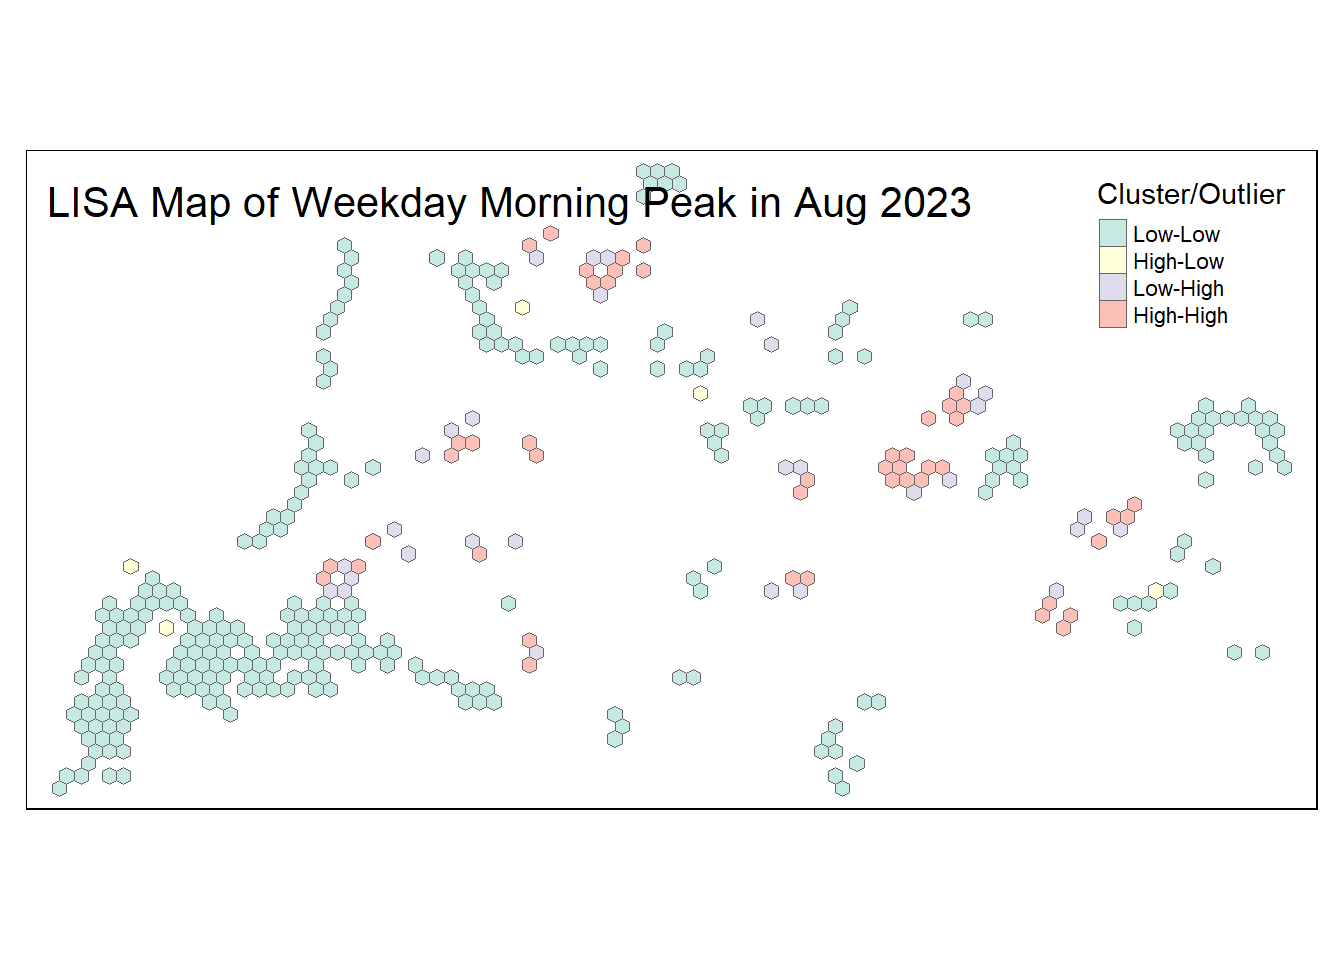 LISA Map of Weekday Morning Peak in Aug 2023
Cluster/Outlier
Low-Low
High-Low
Low-High
High-High